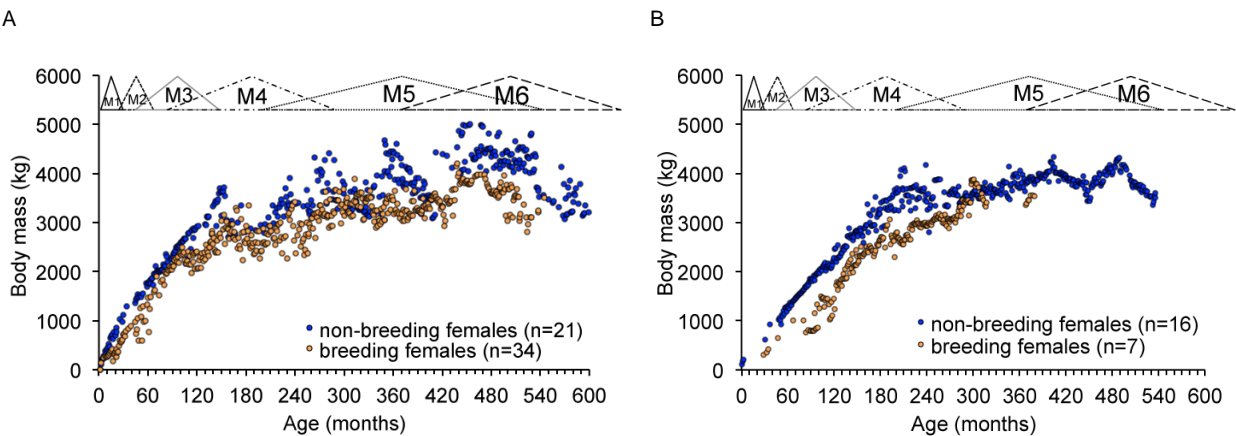 A
6000
5000
4000
3000
2000
1000
0
Body mass (kg)
M1
M2
M3
M4
M5
M6
non-breeding females (n=21)
breeding females (n=34)
0 60 120 180 240 300 360 420 480 540 600
Age (months)
B
6000
5000
4000
3000
2000
1000
0
Body mass (kg)
M1
M2
M3
M4
M5
M6
non-breeding females (n=16)
breeding females (n=7)
0 60 120 180 240 300 360 420 480 540 600
Age (months)